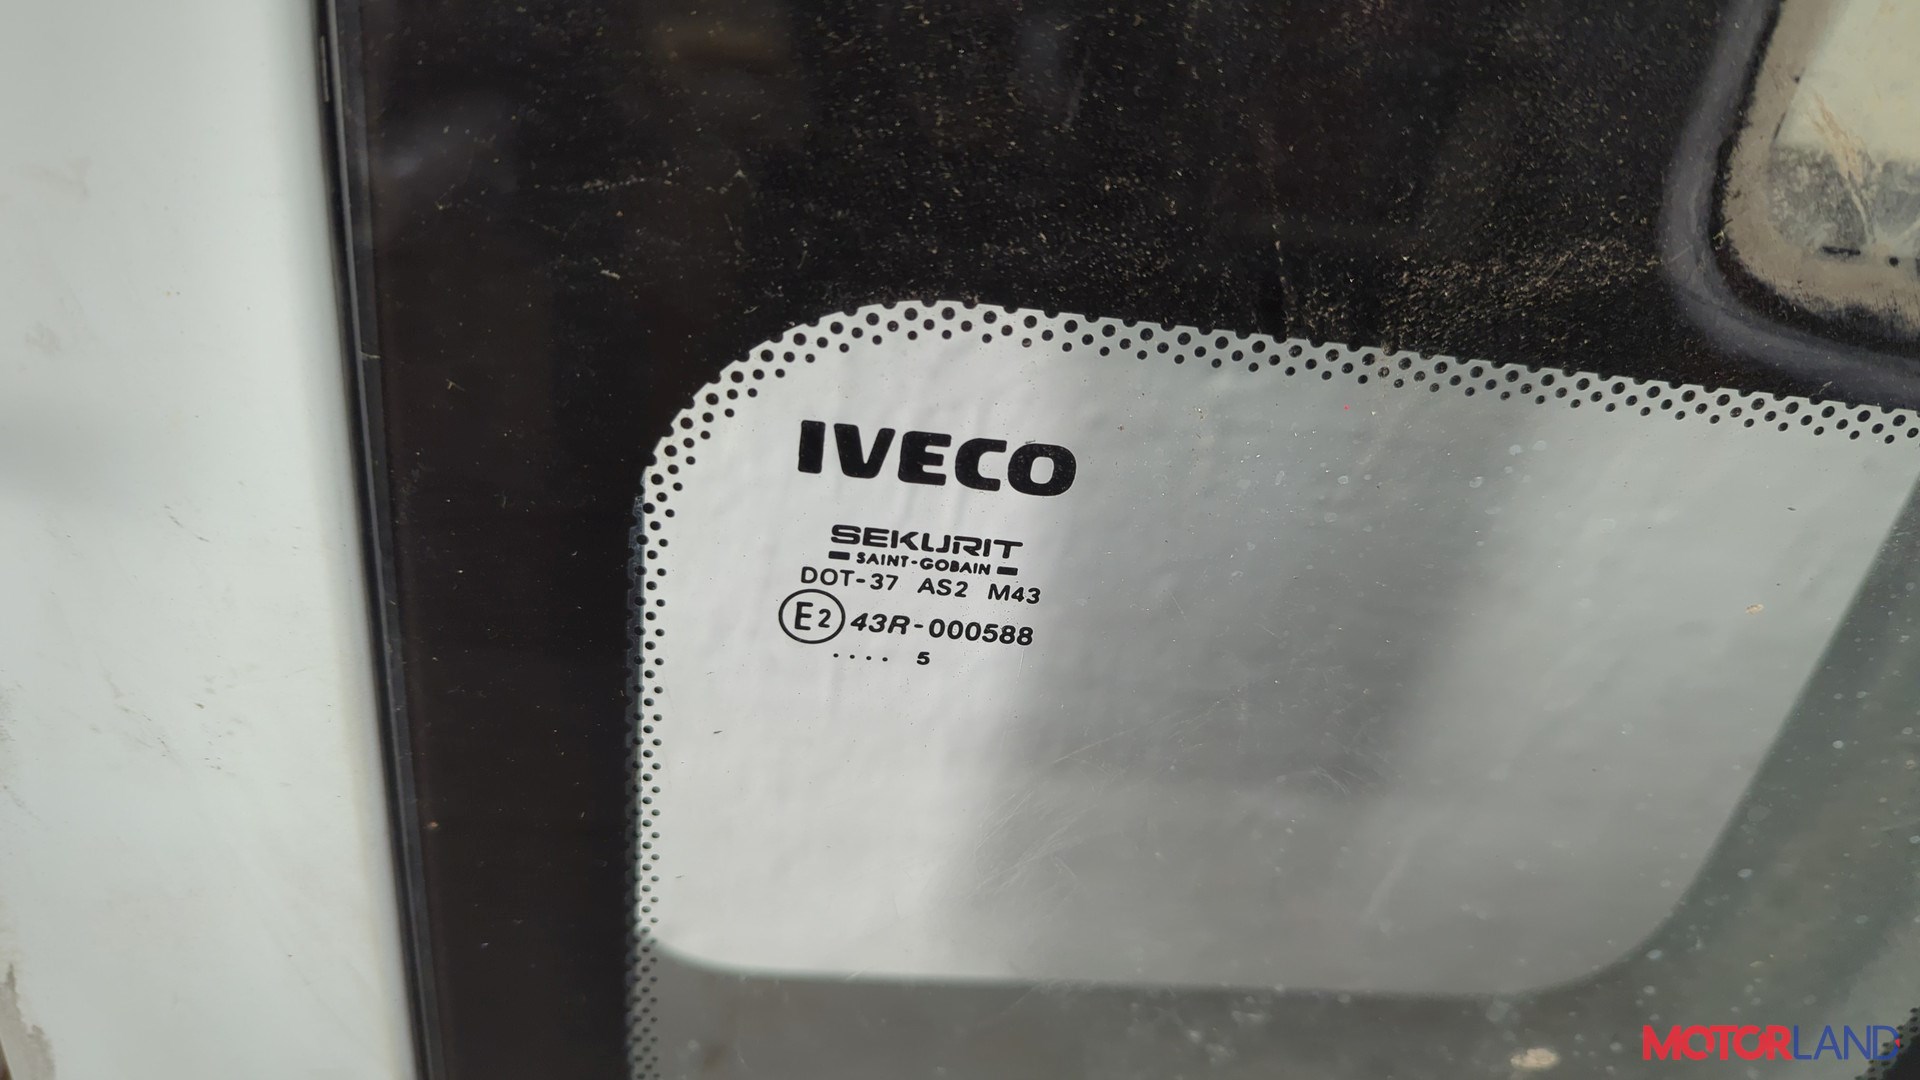 IVECO
SEKURIT
SAINT-GOBAIN
DOT-37 AS2 M43
E2 43R-000588
.... 5
MOTORLAND